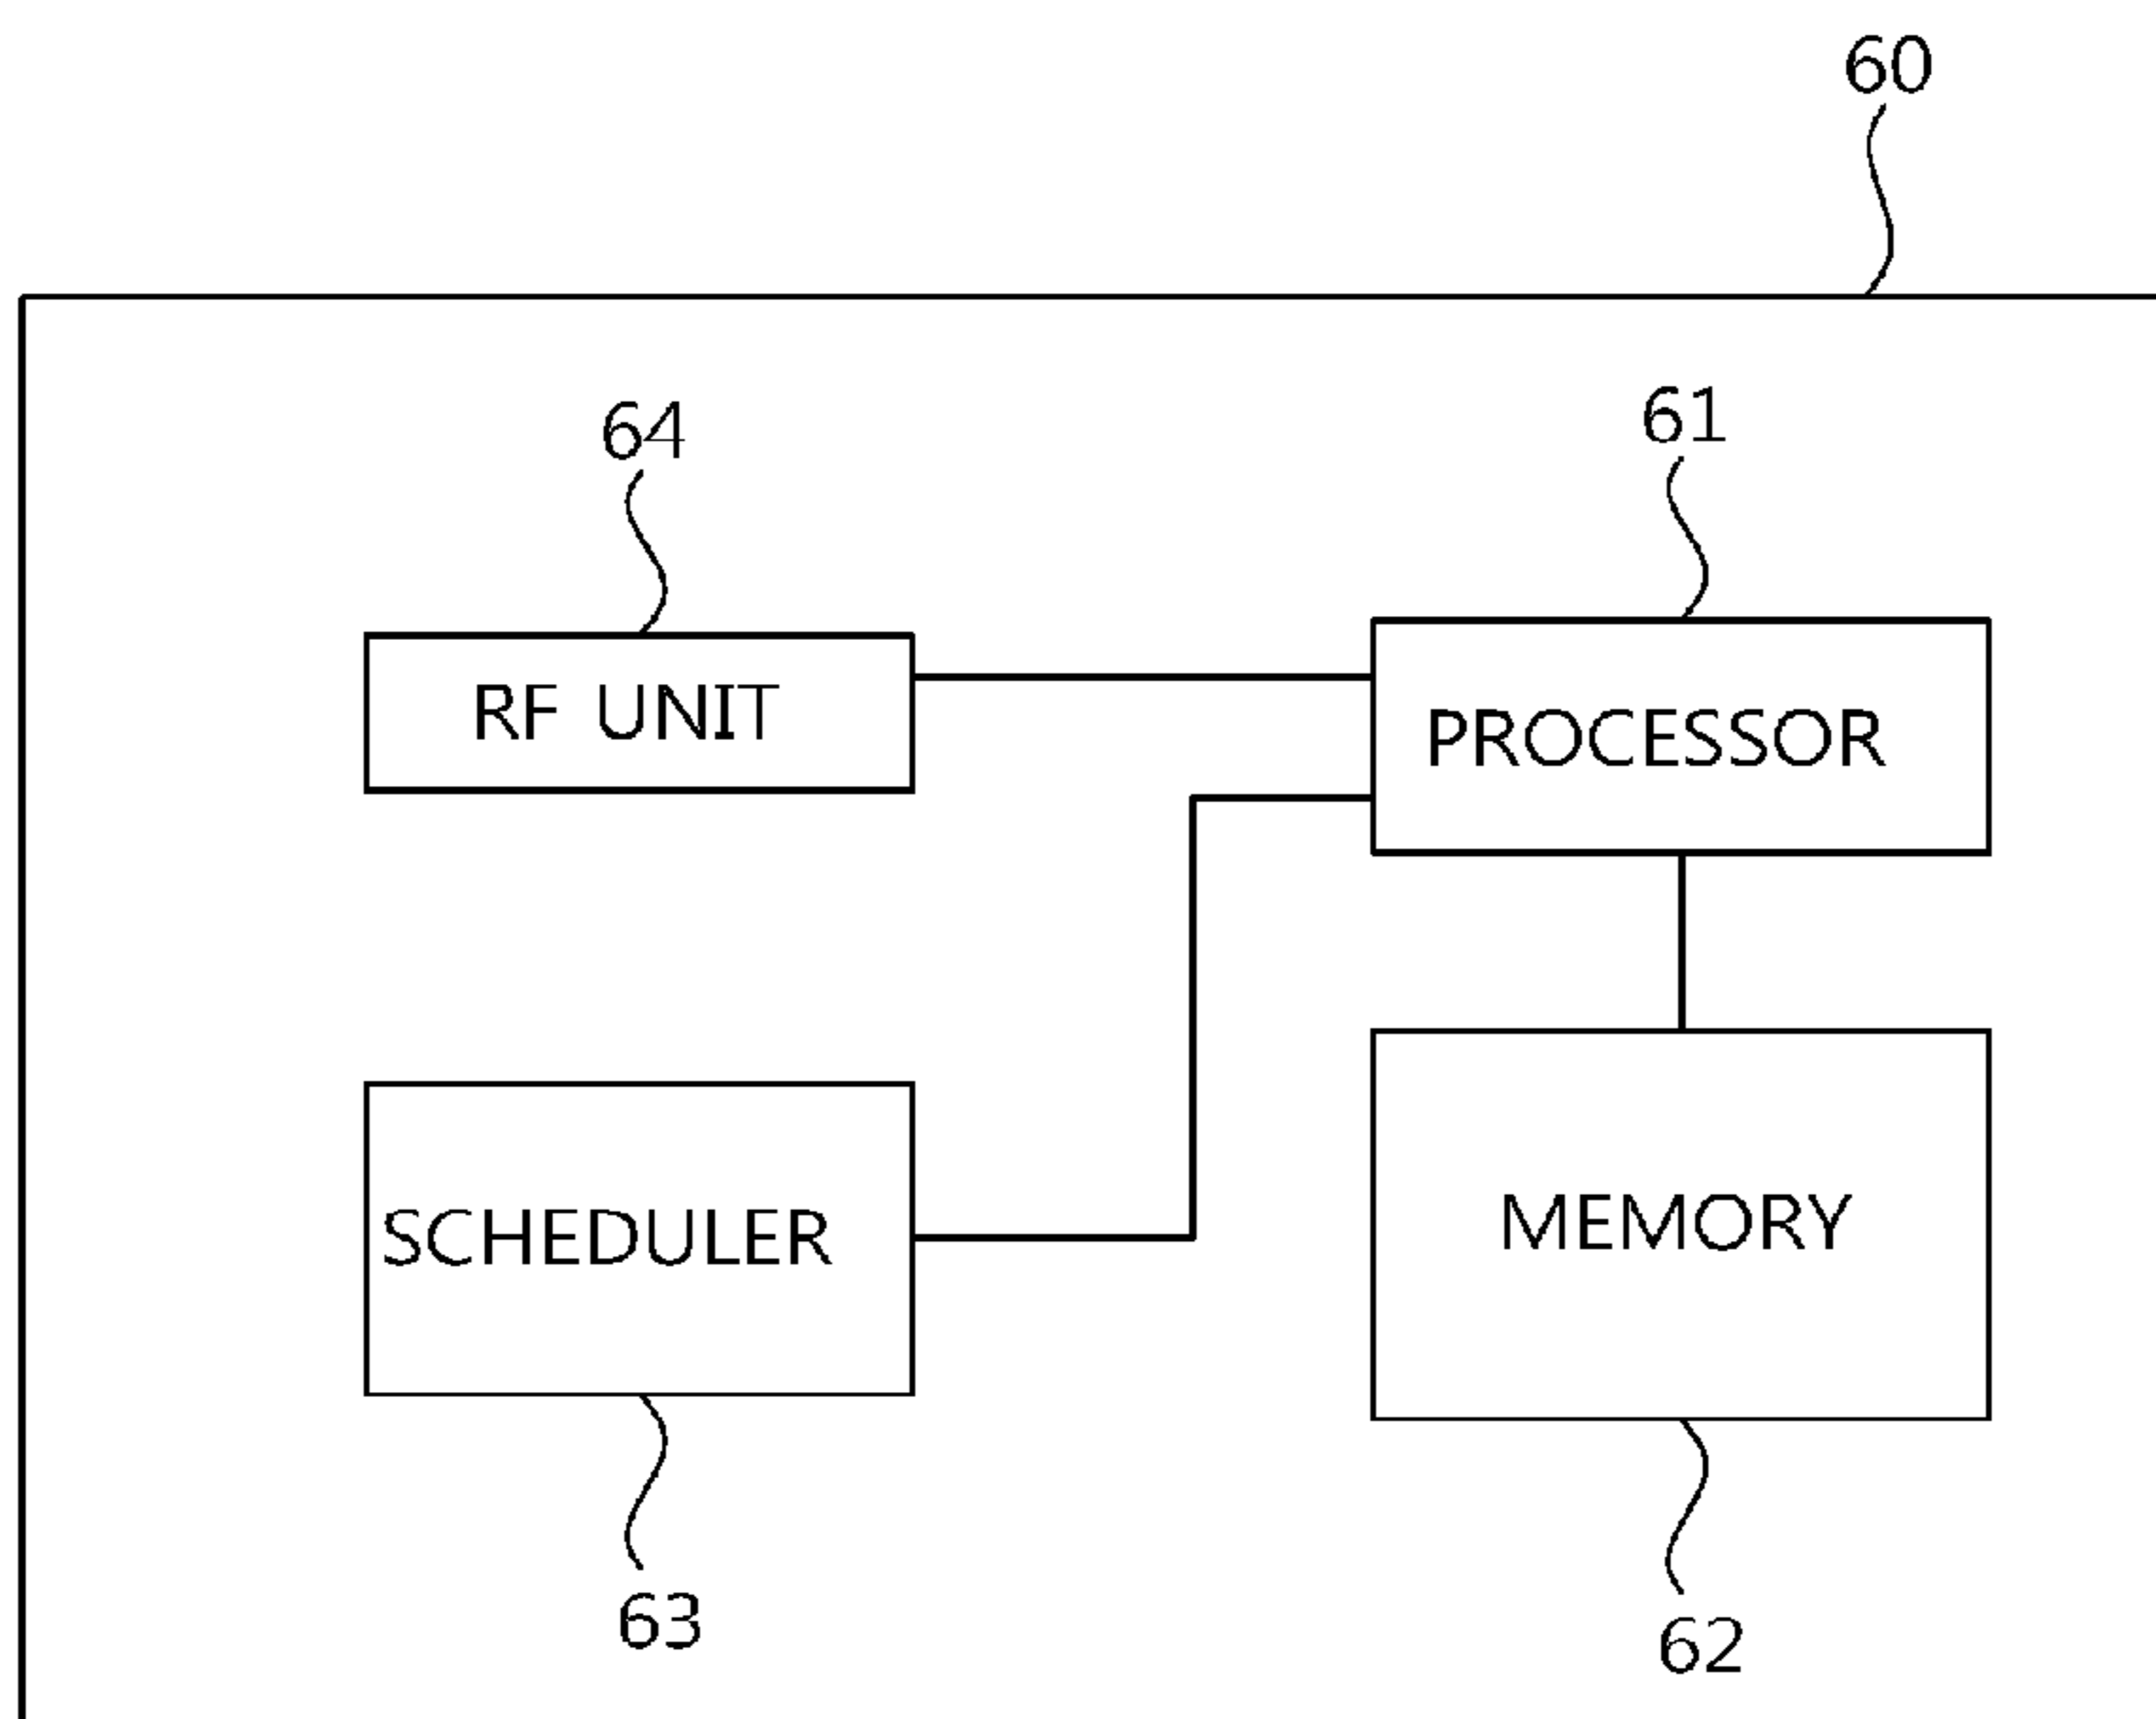 60
64
61
RF UNIT
PROCESSOR
SCHEDULER
MEMORY
63
62